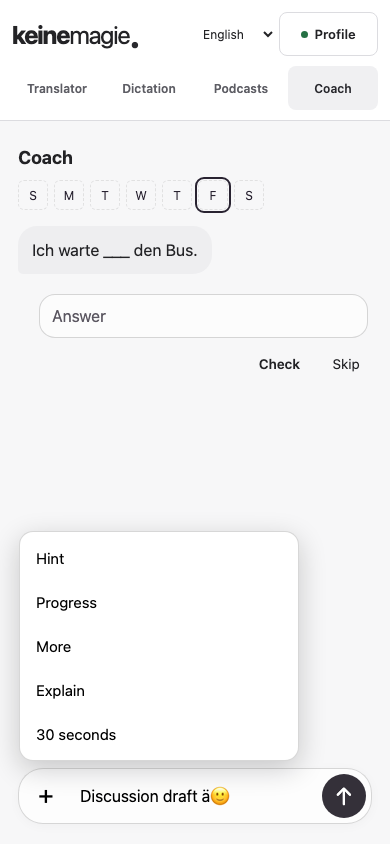 keinemagie.
English
Profile
Translator
Dictation
Podcasts
Coach
Coach
S M T W T F S
Ich warte ___ den Bus.
Answer
Check
Skip
Hint
Progress
More
Explain
30 seconds
+ Discussion draft ä🙂